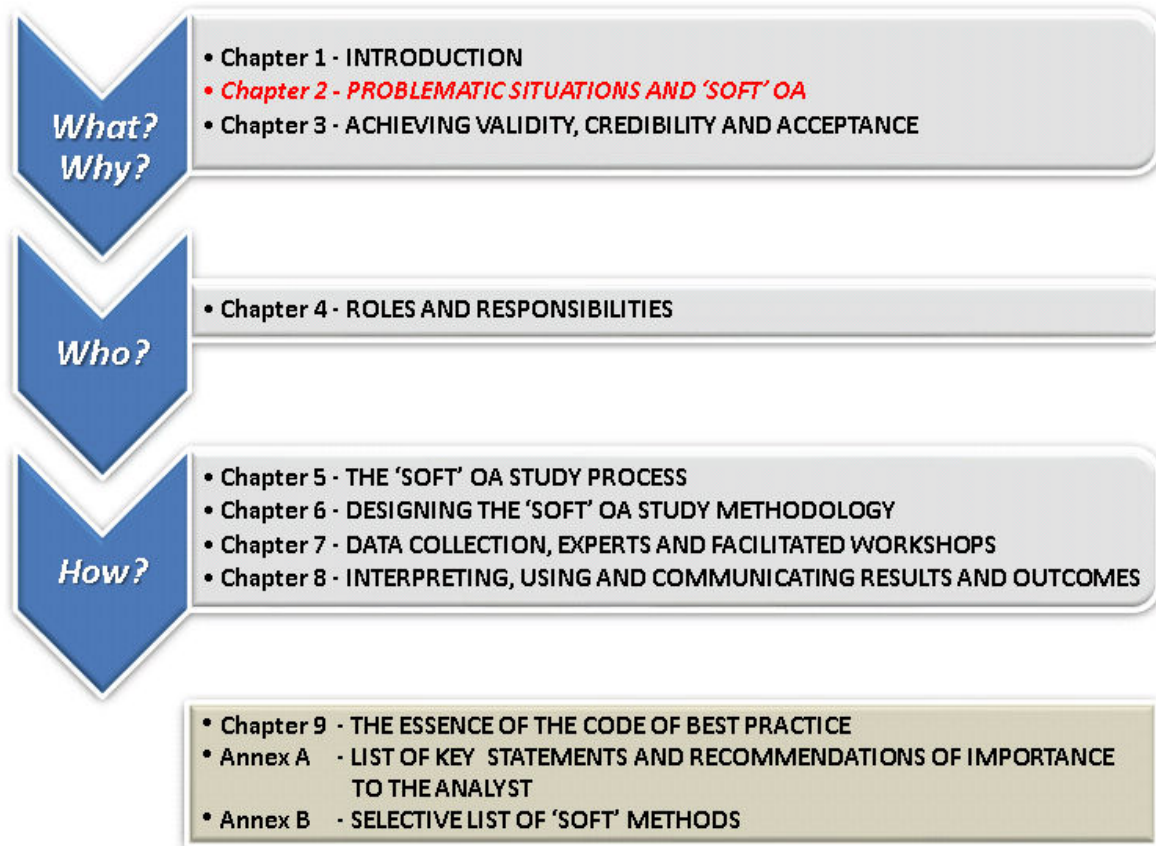 What?
Why?
• Chapter 1 - INTRODUCTION
• Chapter 2 - PROBLEMATIC SITUATIONS AND ‘SOFT’ OA
• Chapter 3 - ACHIEVING VALIDITY, CREDIBILITY AND ACCEPTANCE
Who?
• Chapter 4 - ROLES AND RESPONSIBILITIES
How?
• Chapter 5 - THE ‘SOFT’ OA STUDY PROCESS
• Chapter 6 - DESIGNING THE ‘SOFT’ OA STUDY METHODOLOGY
• Chapter 7 - DATA COLLECTION, EXPERTS AND FACILITATED WORKSHOPS
• Chapter 8 - INTERPRETING, USING AND COMMUNICATING RESULTS AND OUTCOMES
• Chapter 9 - THE ESSENCE OF THE CODE OF BEST PRACTICE
• Annex A - LIST OF KEY STATEMENTS AND RECOMMENDATIONS OF IMPORTANCE
TO THE ANALYST
• Annex B - SELECTIVE LIST OF ‘SOFT’ METHODS